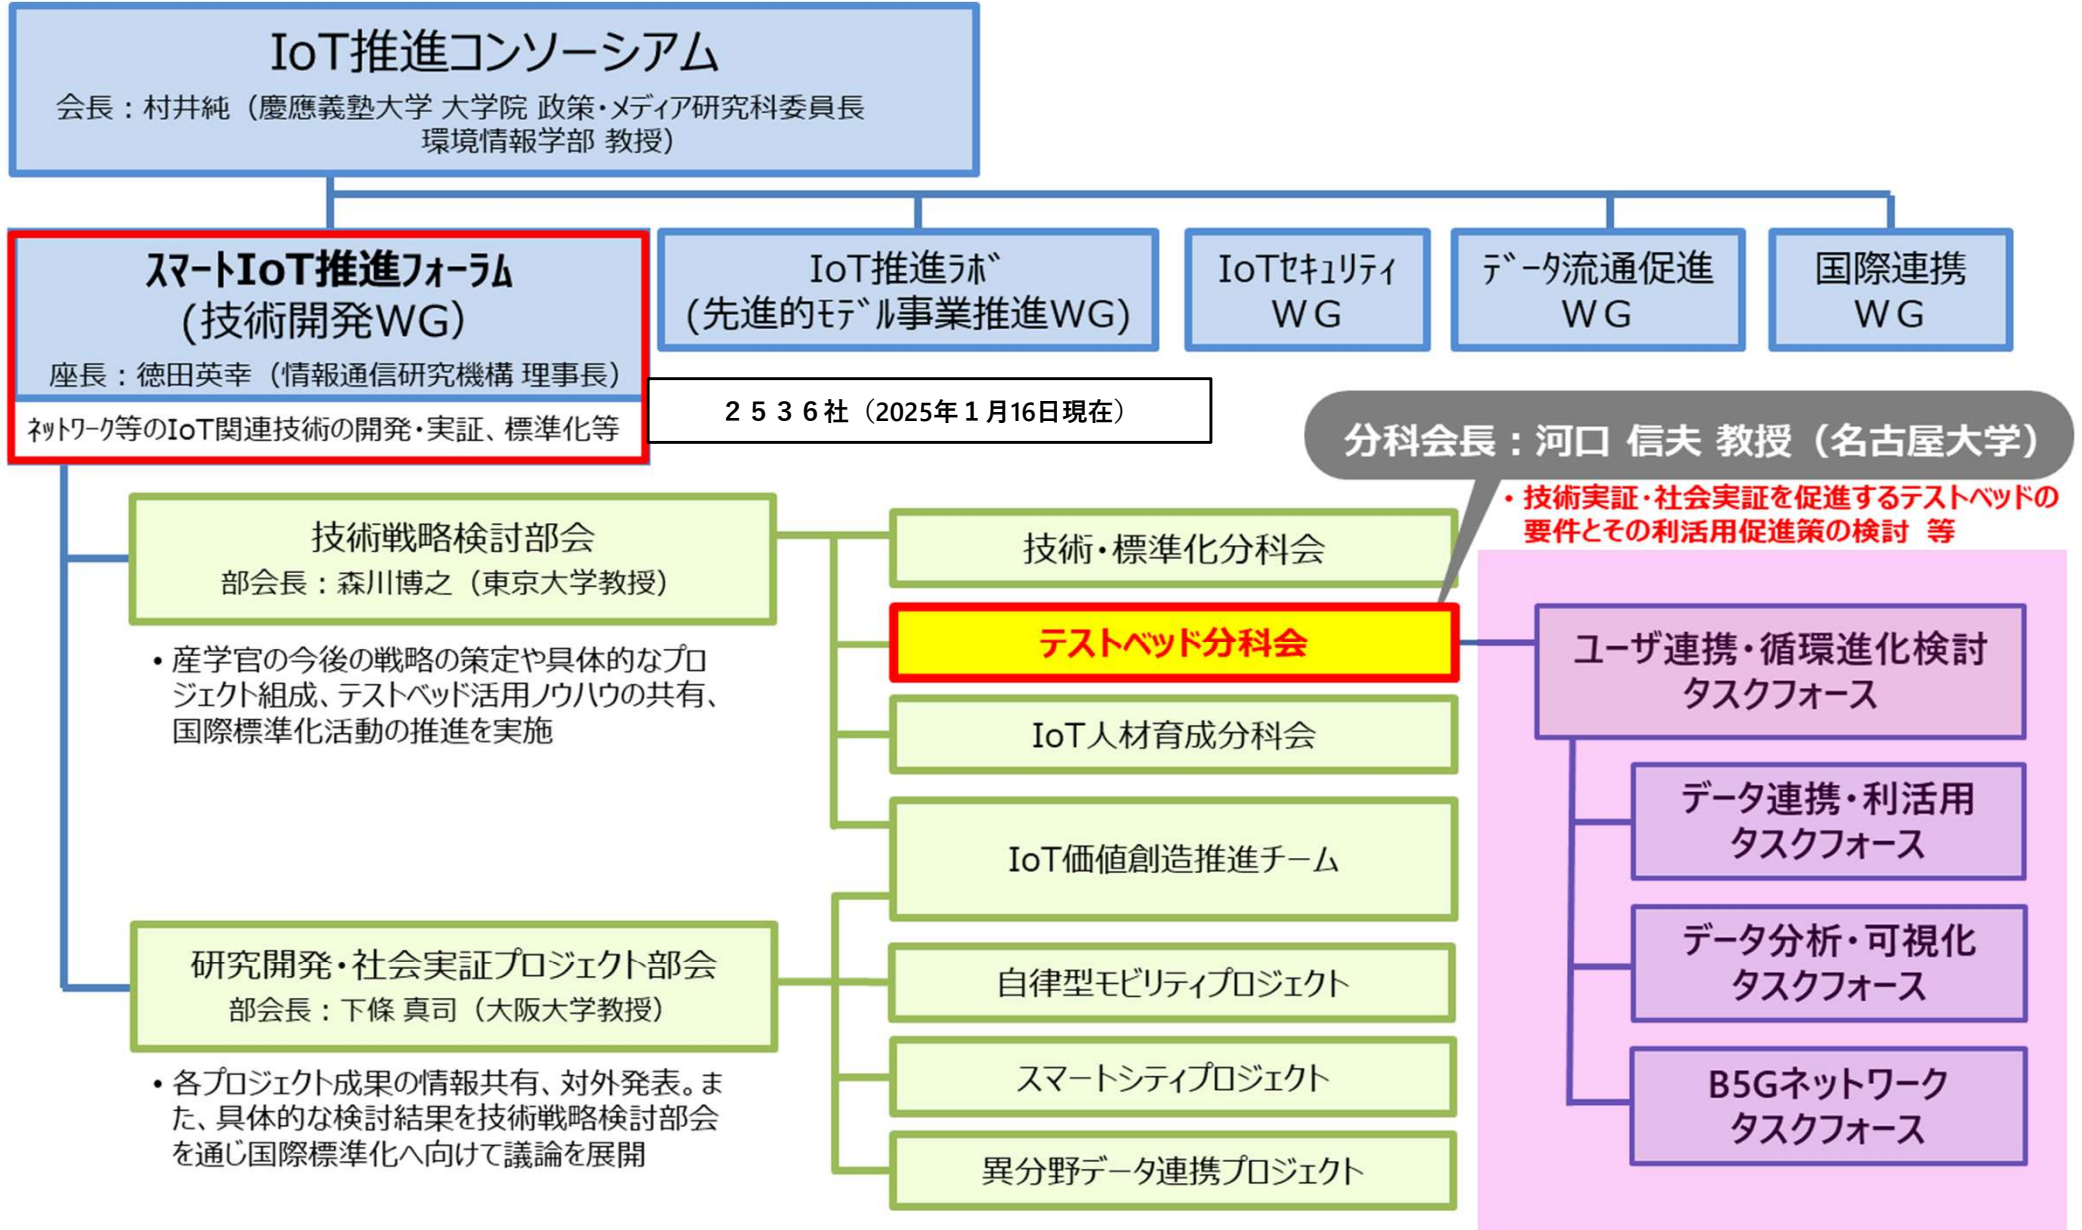 IoT推進コンソーシアム
会長：村井純（慶應義塾大学 大学院 政策・メディア研究科委員長
環境情報学部 教授）
スマートIoT推進フォーラム
(技術開発WG）
座長：徳田英幸（情報通信研究機構 理事長）
ネットワーク等のIoT関連技術の開発・実証、標準化等
IoT推進ラボ
(先進的モデル事業推進WG)
IoTセキュリティ
ＷＧ
データ流通促進
ＷＧ
国際連携
ＷＧ
２５３６社（2025年１月16日現在）
分科会長：河口 信夫 教授（名古屋大学）
・技術実証・社会実証を促進するテストベッドの
要件とその利活用促進策の検討 等
技術戦略検討部会
部会長：森川博之（東京大学教授）
・産学官の今後の戦略の策定や具体的なプロ
ジェクト組成、テストベッド活用ノウハウの共有、
国際標準化活動の推進を実施
研究開発・社会実証プロジェクト部会
部会長：下條 真司（大阪大学教授）
・各プロジェクト成果の情報共有、対外発表。ま
た、具体的な検討結果を技術戦略検討部会
を通じ国際標準化へ向けて議論を展開
技術・標準化分科会
テストベッド分科会
IoT人材育成分科会
IoT価値創造推進チーム
自律型モビリティプロジェクト
スマートシティプロジェクト
異分野データ連携プロジェクト
ユーザ連携・循環進化検討
タスクフォース
データ連携・利活用
タスクフォース
データ分析・可視化
タスクフォース
B5Gネットワーク
タスクフォース